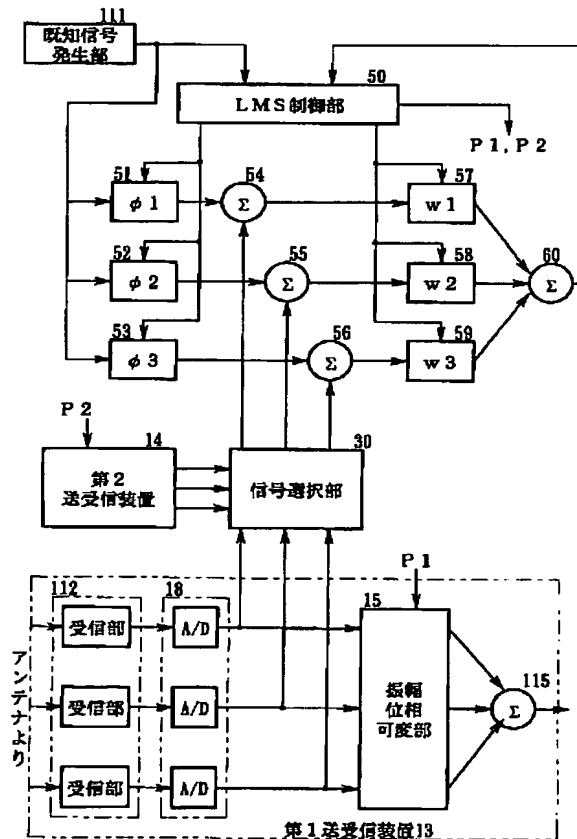 111
既知信号
発生部
50
LMS制御部
P1,P2
51
φ1
54
Σ
57
w1
52
φ2
55
Σ
58
w2
60
Σ
53
φ3
56
Σ
59
w3
P2
14
第2
送受信装置
30
信号選択部
P1
112
18
15
アンテナより
受信部
A/D
受信部
A/D
受信部
A/D
振幅
位相
可変部
115
Σ
第1送受信装置13